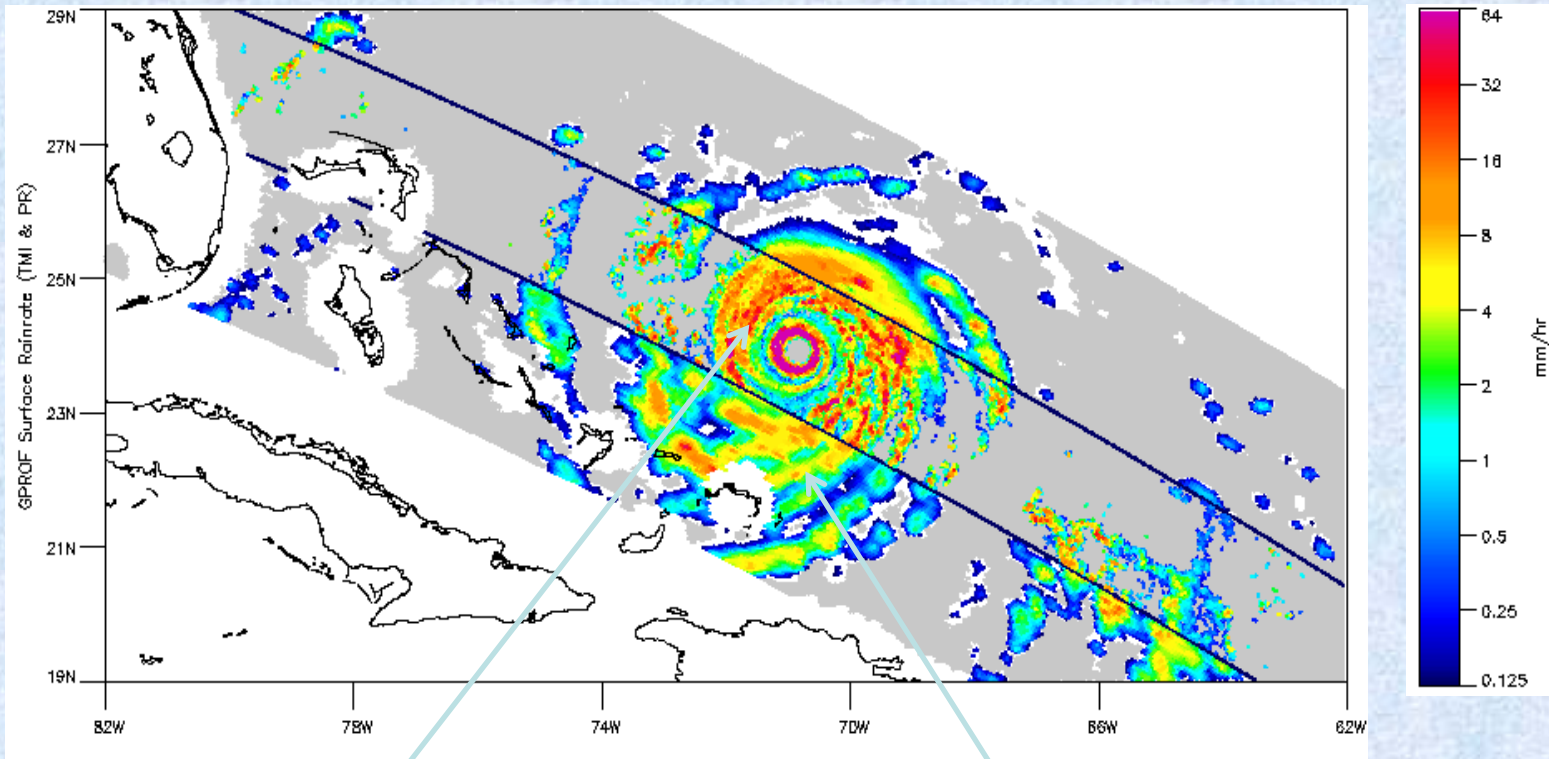 GPROF Surface Rainrate (TMI & PR)
29N
27N
25N
23N
21N
19N
82W
78W
74W
70W
66W
62W
64
32
16
8
4
2
1
0.5
0.25
0.125
mm/hr